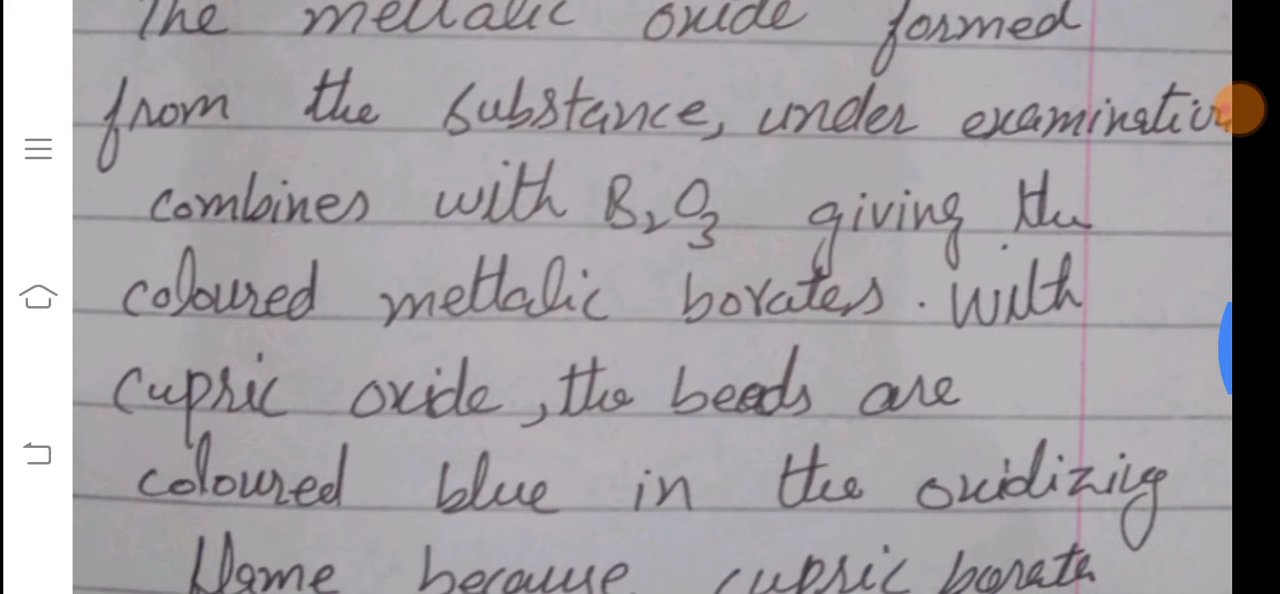 The mettalic oxide formed
from the substance, under examination
combines with B₂O₃ giving the
coloured mettalic borates. With
cupric oxide, the beads are
coloured blue in the oxidizing
flame because cupric borate